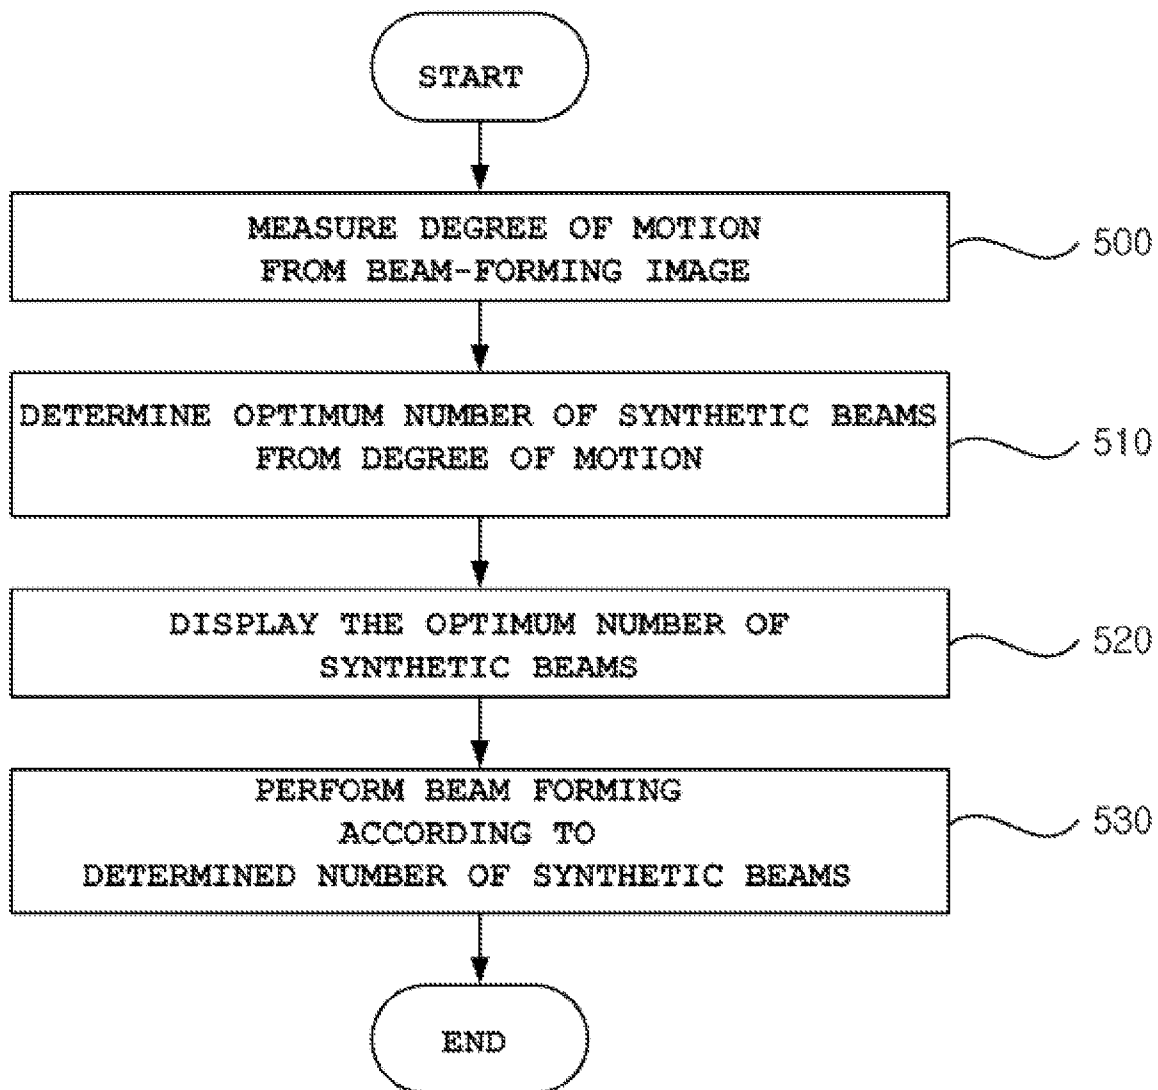 START
MEASURE DEGREE OF MOTION
FROM BEAM-FORMING IMAGE
500
DETERMINE OPTIMUM NUMBER OF SYNTHETIC BEAMS
FROM DEGREE OF MOTION
510
DISPLAY THE OPTIMUM NUMBER OF
SYNTHETIC BEAMS
520
PERFORM BEAM FORMING
ACCORDING TO
DETERMINED NUMBER OF SYNTHETIC BEAMS
530
END